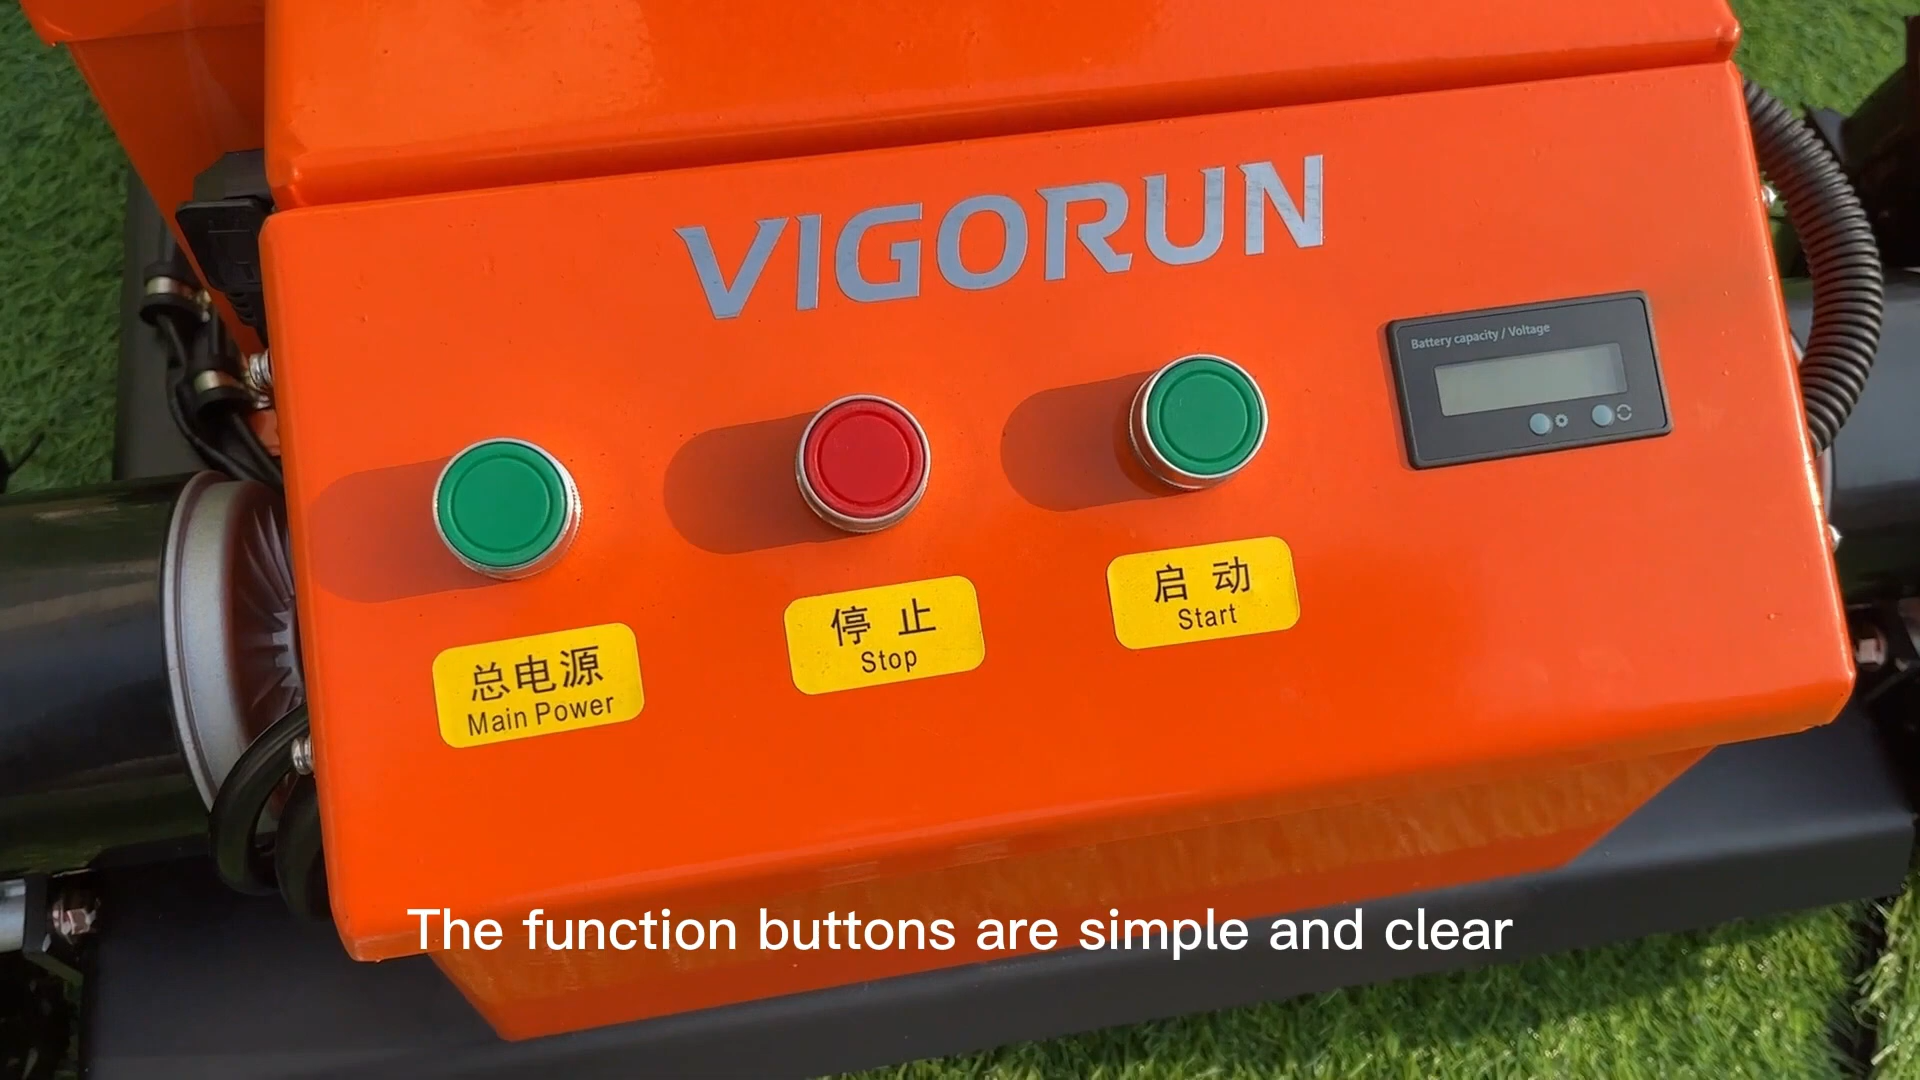 VIGORUN
Battery capacity / Voltage
总电源
Main Power
停止
Stop
启动
Start
The function buttons are simple and clear